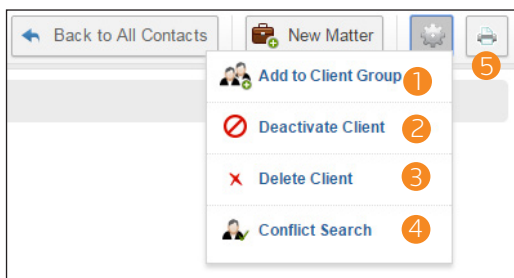 Back to All Contacts New Matter
5
Add to Client Group 1
Deactivate Client 2
Delete Client 3
Conflict Search 4